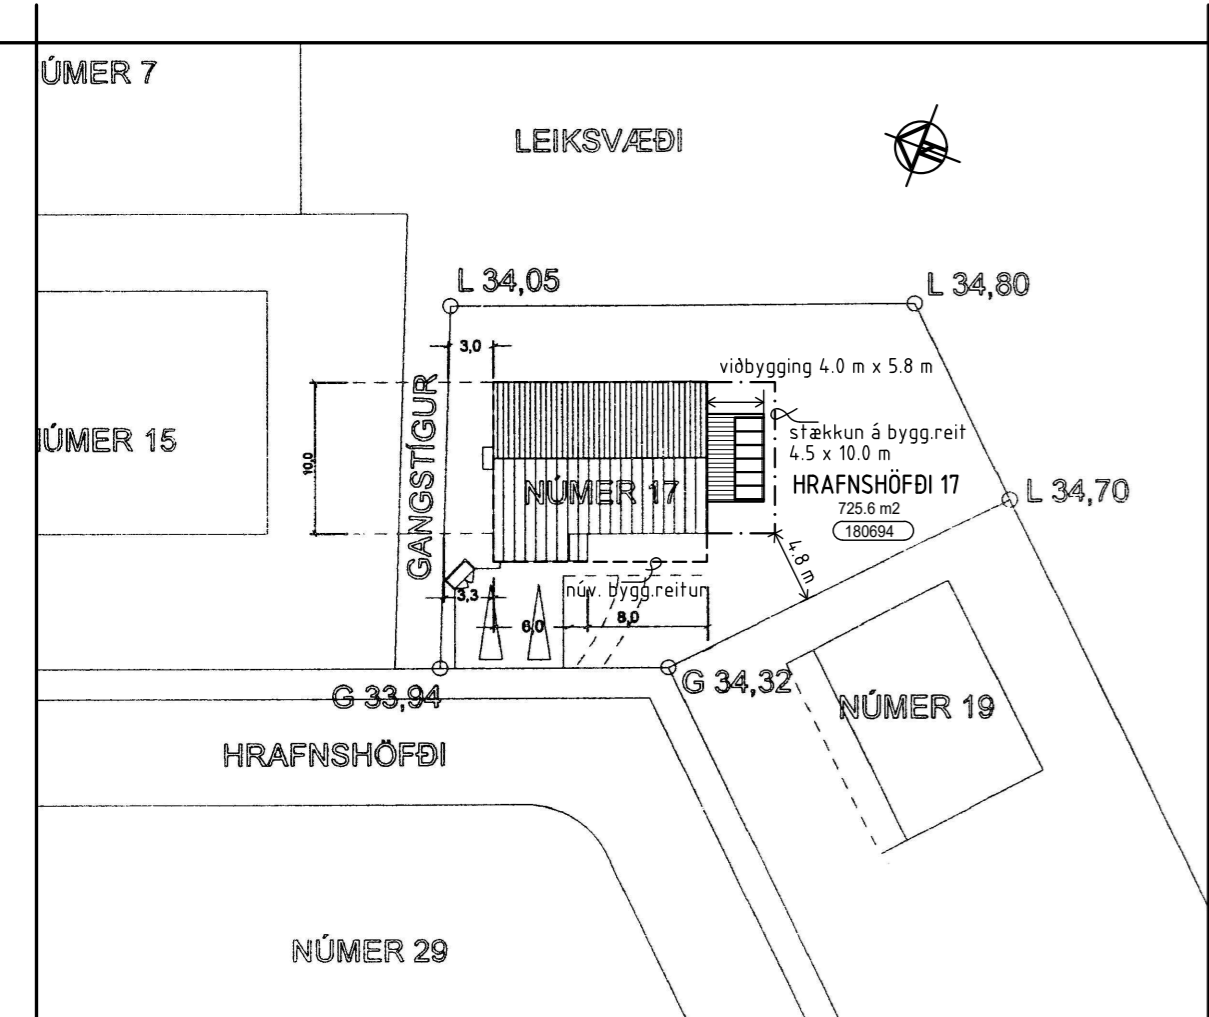 ÚMER 7
LEIKSVÆÐI
N
L 34,05
L 34,80
3,0
viðbygging 4.0 m x 5.8 m
GANGSTÍGUR
10,0
ÚMER 15
stækkun á bygg.reit
4.5 x 10.0 m
NÚMER 17
HRAFNSHÖFÐI 17
725.6 m2
180694
L 34,70
4.8 m
núv. bygg.reitur
3,3
6,0
8,0
G 33,94
G 34,32
NÚMER 19
HRAFNSHÖFÐI
NÚMER 29